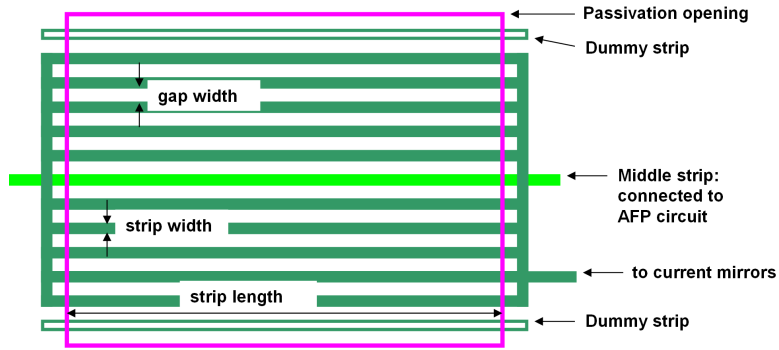 Passivation opening
Dummy strip
gap width
Middle strip:
connected to
AFP circuit
strip width
to current mirrors
strip length
Dummy strip